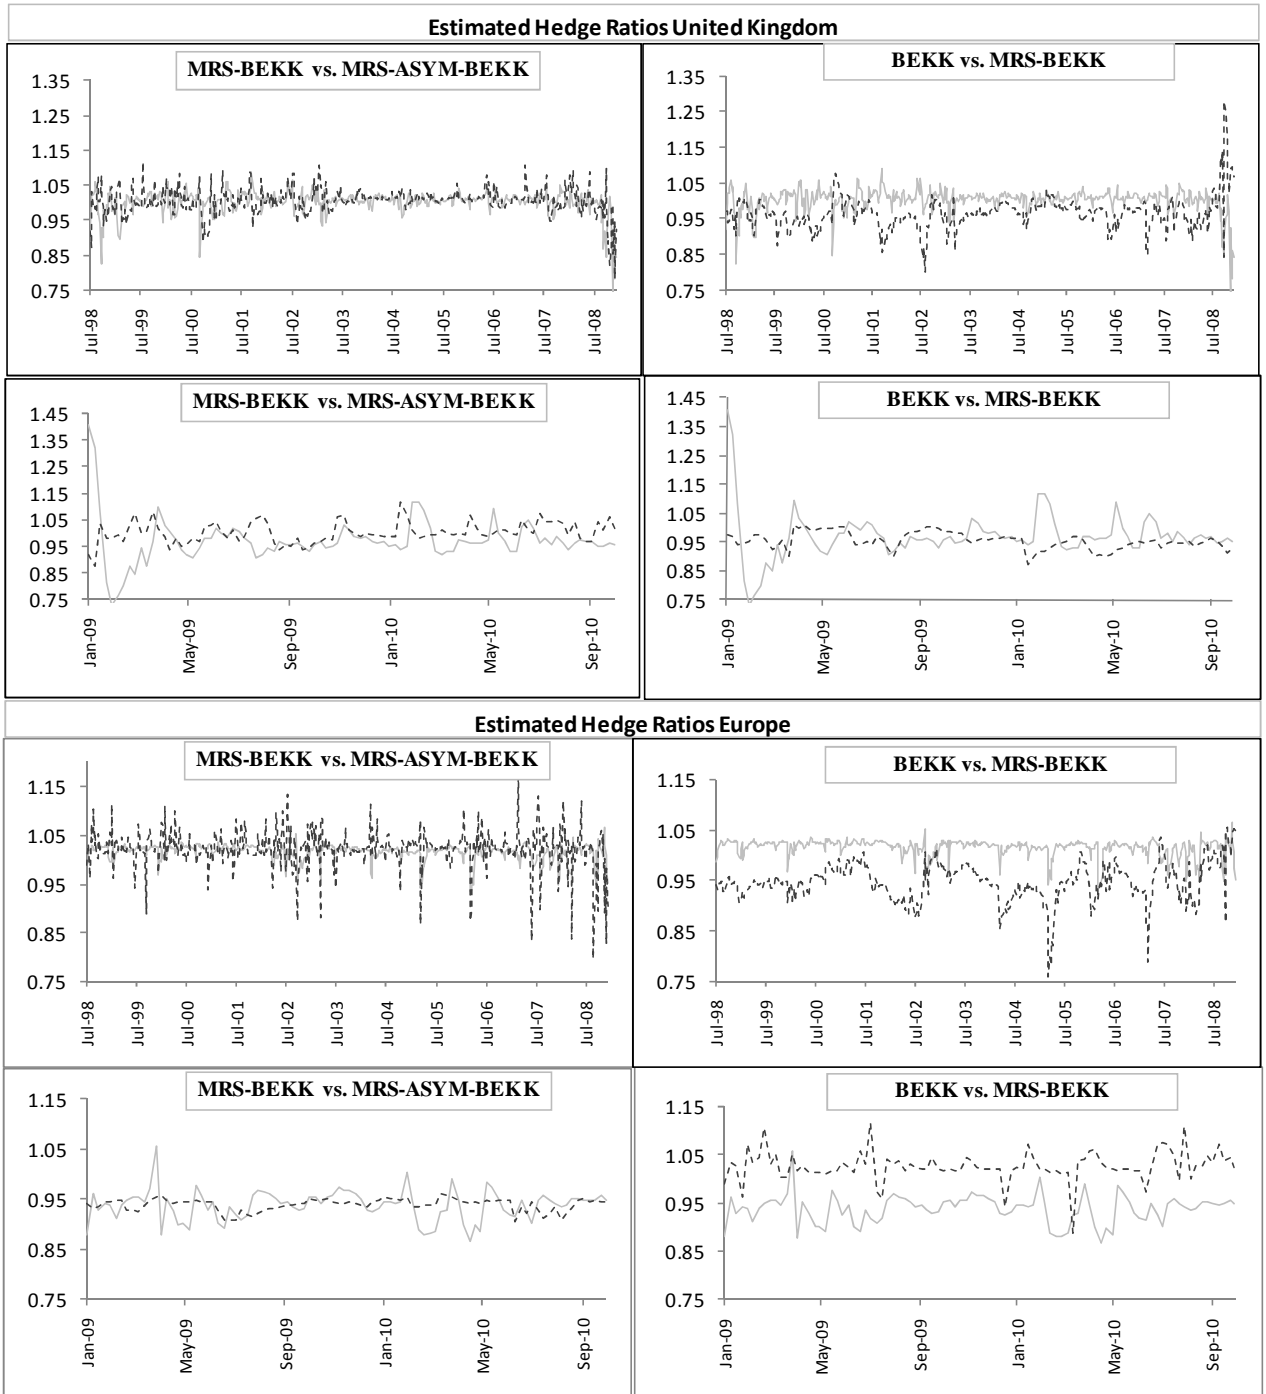 Estimated Hedge Ratios United Kingdom
MRS-BEKK vs. MRS-ASYM-BEKK
1.35
1.25
1.15
1.05
0.95
0.85
0.75
Jul-98
Jul-99
Jul-00
Jul-01
Jul-02
Jul-03
Jul-04
Jul-05
Jul-06
Jul-07
Jul-08
BEKK vs. MRS-BEKK
1.35
1.25
1.15
1.05
0.95
0.85
0.75
Jul-98
Jul-99
Jul-00
Jul-01
Jul-02
Jul-03
Jul-04
Jul-05
Jul-06
Jul-07
Jul-08
MRS-BEKK vs. MRS-ASYM-BEKK
1.45
1.35
1.25
1.15
1.05
0.95
0.85
0.75
Jan-09
May-09
Sep-09
Jan-10
May-10
Sep-10
BEKK vs. MRS-BEKK
1.45
1.35
1.25
1.15
1.05
0.95
0.85
0.75
Jan-09
May-09
Sep-09
Jan-10
May-10
Sep-10
Estimated Hedge Ratios Europe
MRS-BEKK vs. MRS-ASYM-BEKK
1.15
1.05
0.95
0.85
0.75
Jul-98
Jul-99
Jul-00
Jul-01
Jul-02
Jul-03
Jul-04
Jul-05
Jul-06
Jul-07
Jul-08
BEKK vs. MRS-BEKK
1.15
1.05
0.95
0.85
0.75
Jul-98
Jul-99
Jul-00
Jul-01
Jul-02
Jul-03
Jul-04
Jul-05
Jul-06
Jul-07
Jul-08
MRS-BEKK vs. MRS-ASYM-BEKK
1.15
1.05
0.95
0.85
0.75
Jan-09
May-09
Sep-09
Jan-10
May-10
Sep-10
BEKK vs. MRS-BEKK
1.15
1.05
0.95
0.85
0.75
Jan-09
May-09
Sep-09
Jan-10
May-10
Sep-10